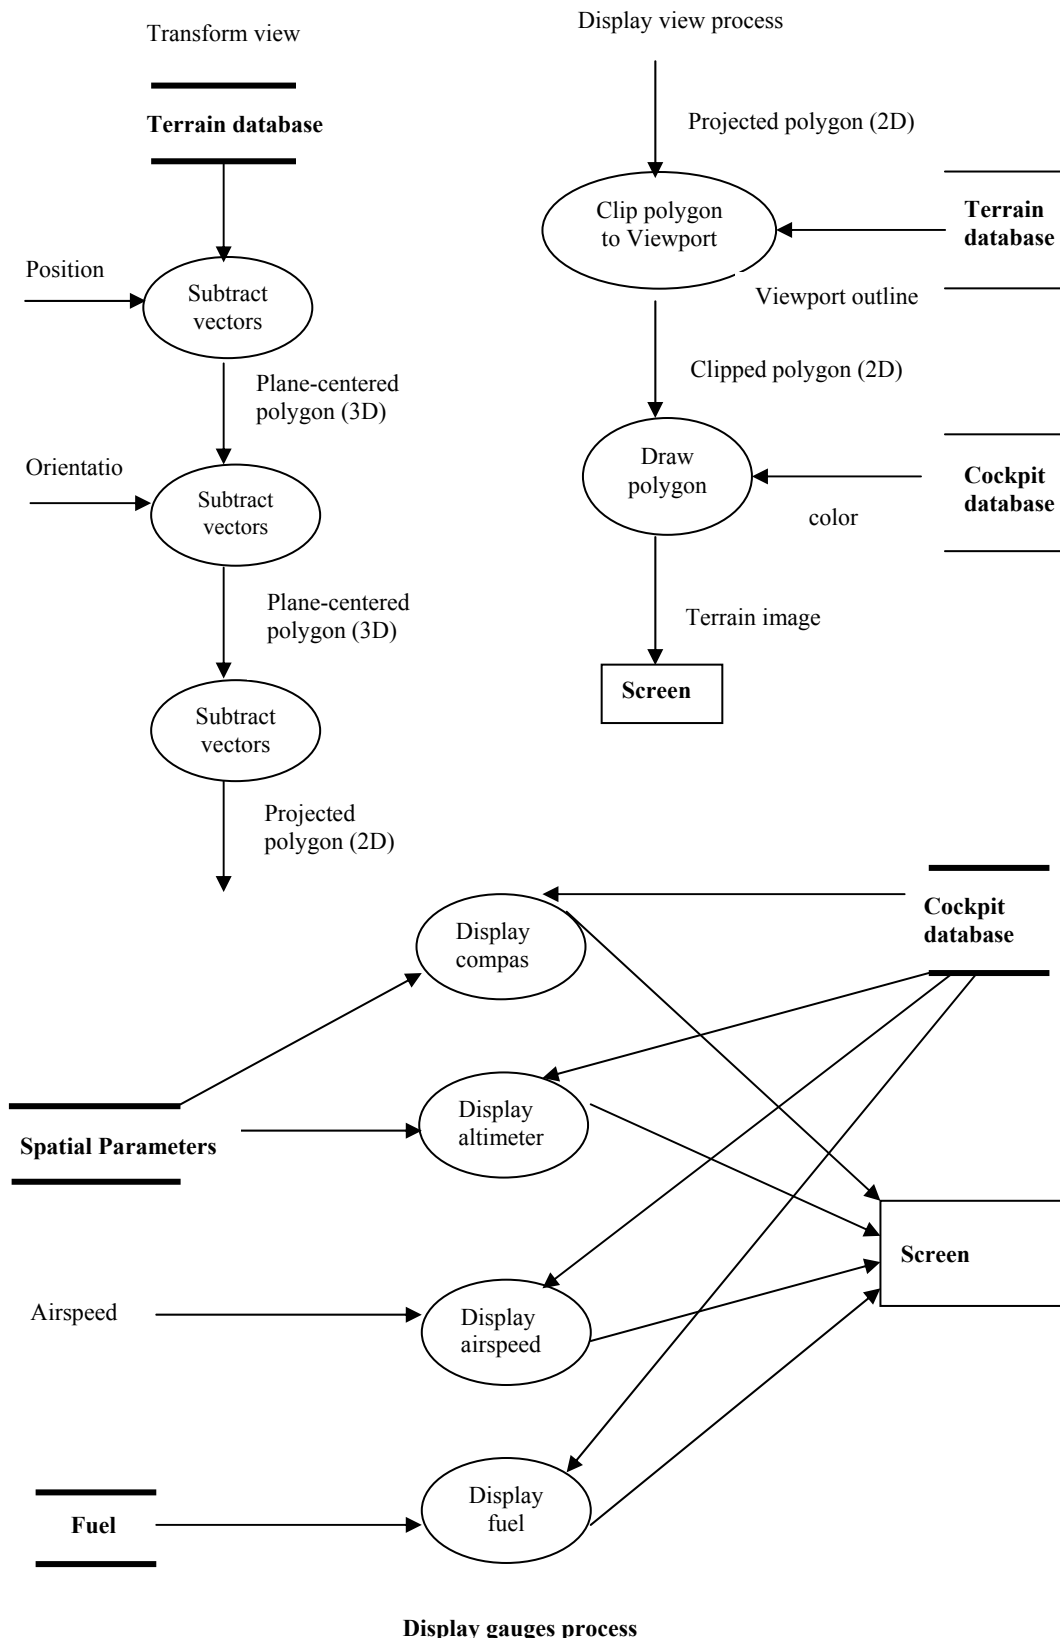 Transform view
Terrain database
Position
Subtract
vectors
Plane-centered
polygon (3D)
Orientatio
Subtract
vectors
Plane-centered
polygon (3D)
Subtract
vectors
Projected
polygon (2D)
Display view process
Projected polygon (2D)
Clip polygon
to Viewport
Terrain
database
Viewport outline
Clipped polygon (2D)
Draw
polygon
Cockpit
database
color
Terrain image
Screen
Cockpit
database
Display
compas
Display
altimeter
Spatial Parameters
Screen
Airspeed
Display
airspeed
Fuel
Display
fuel
Display gauges process